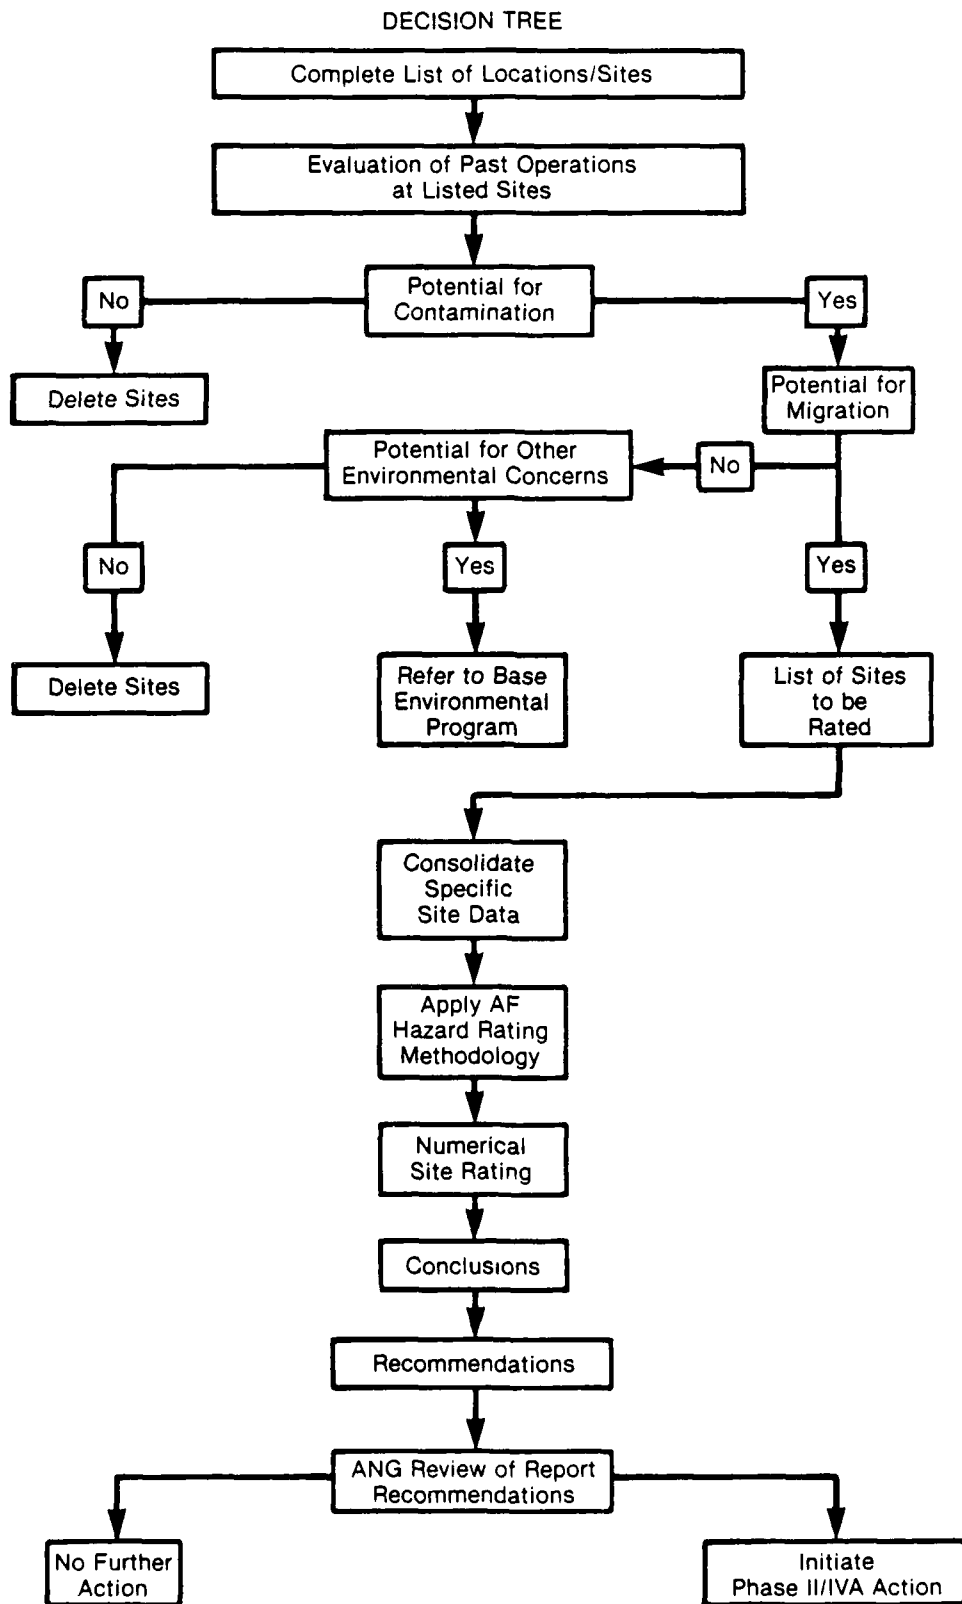 DECISION TREE
Complete List of Locations/Sites
Evaluation of Past Operations
at Listed Sites
Potential for
Contamination
No
Yes
Delete Sites
Potential for
Migration
Potential for Other
Environmental Concerns
No
No
Yes
Yes
Delete Sites
Refer to Base
Environmental
Program
List of Sites
to be
Rated
Consolidate
Specific
Site Data
Apply AF
Hazard Rating
Methodology
Numerical
Site Rating
Conclusions
Recommendations
ANG Review of Report
Recommendations
No Further
Action
Initiate
Phase II/IVA Action